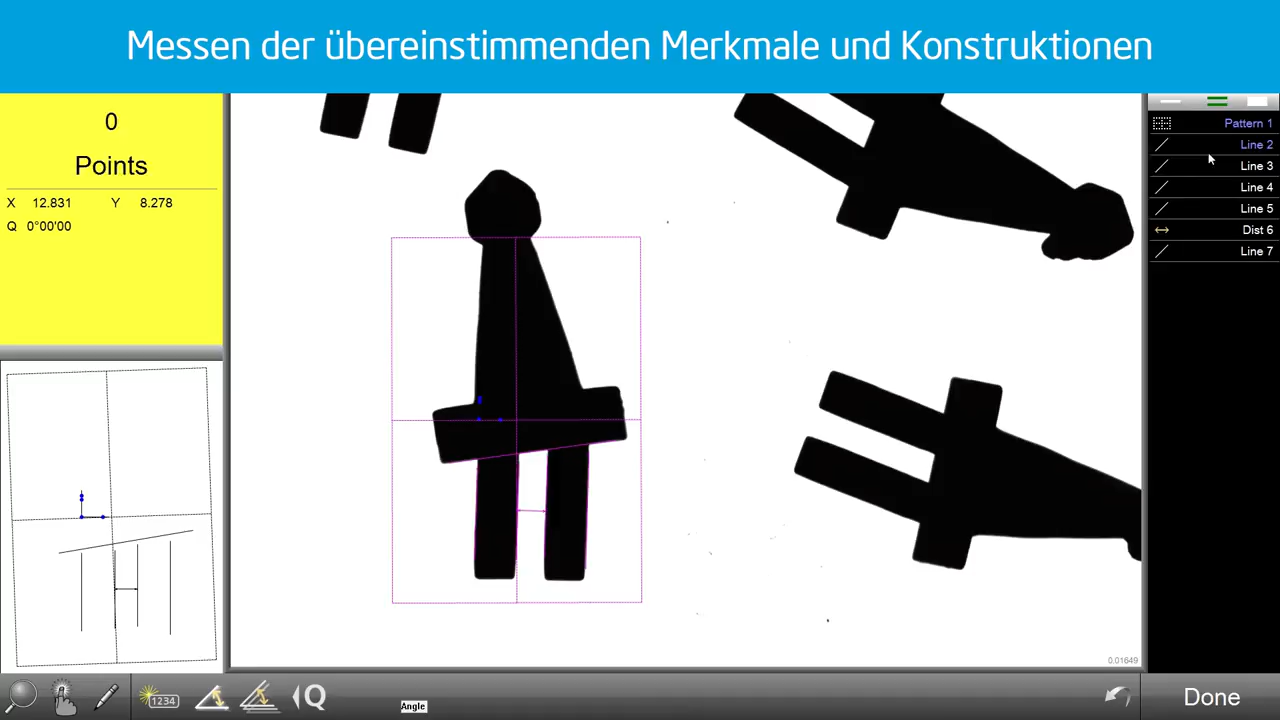 Messen der übereinstimmenden Merkmale und Konstruktionen
0
Points
X 12.831 Y 8.278
Q 0°00'00
Pattern 1
Line 2
Line 3
Line 4
Line 5
Dist 6
Line 7
0.01649
1234
Q
Angle
Done